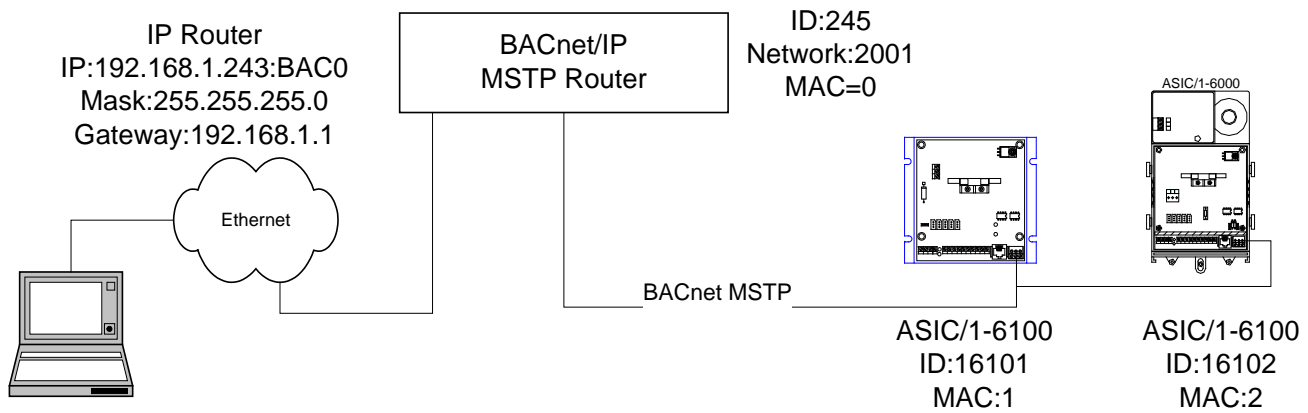 IP Router
IP:192.168.1.243:BAC0
Mask:255.255.255.0
Gateway:192.168.1.1
BACnet/IP
MSTP Router
ID:245
Network:2001
MAC=0
ASIC/1-6000
Ethernet
BACnet MSTP
ASIC/1-6100
ID:16101
MAC:1
ASIC/1-6100
ID:16102
MAC:2